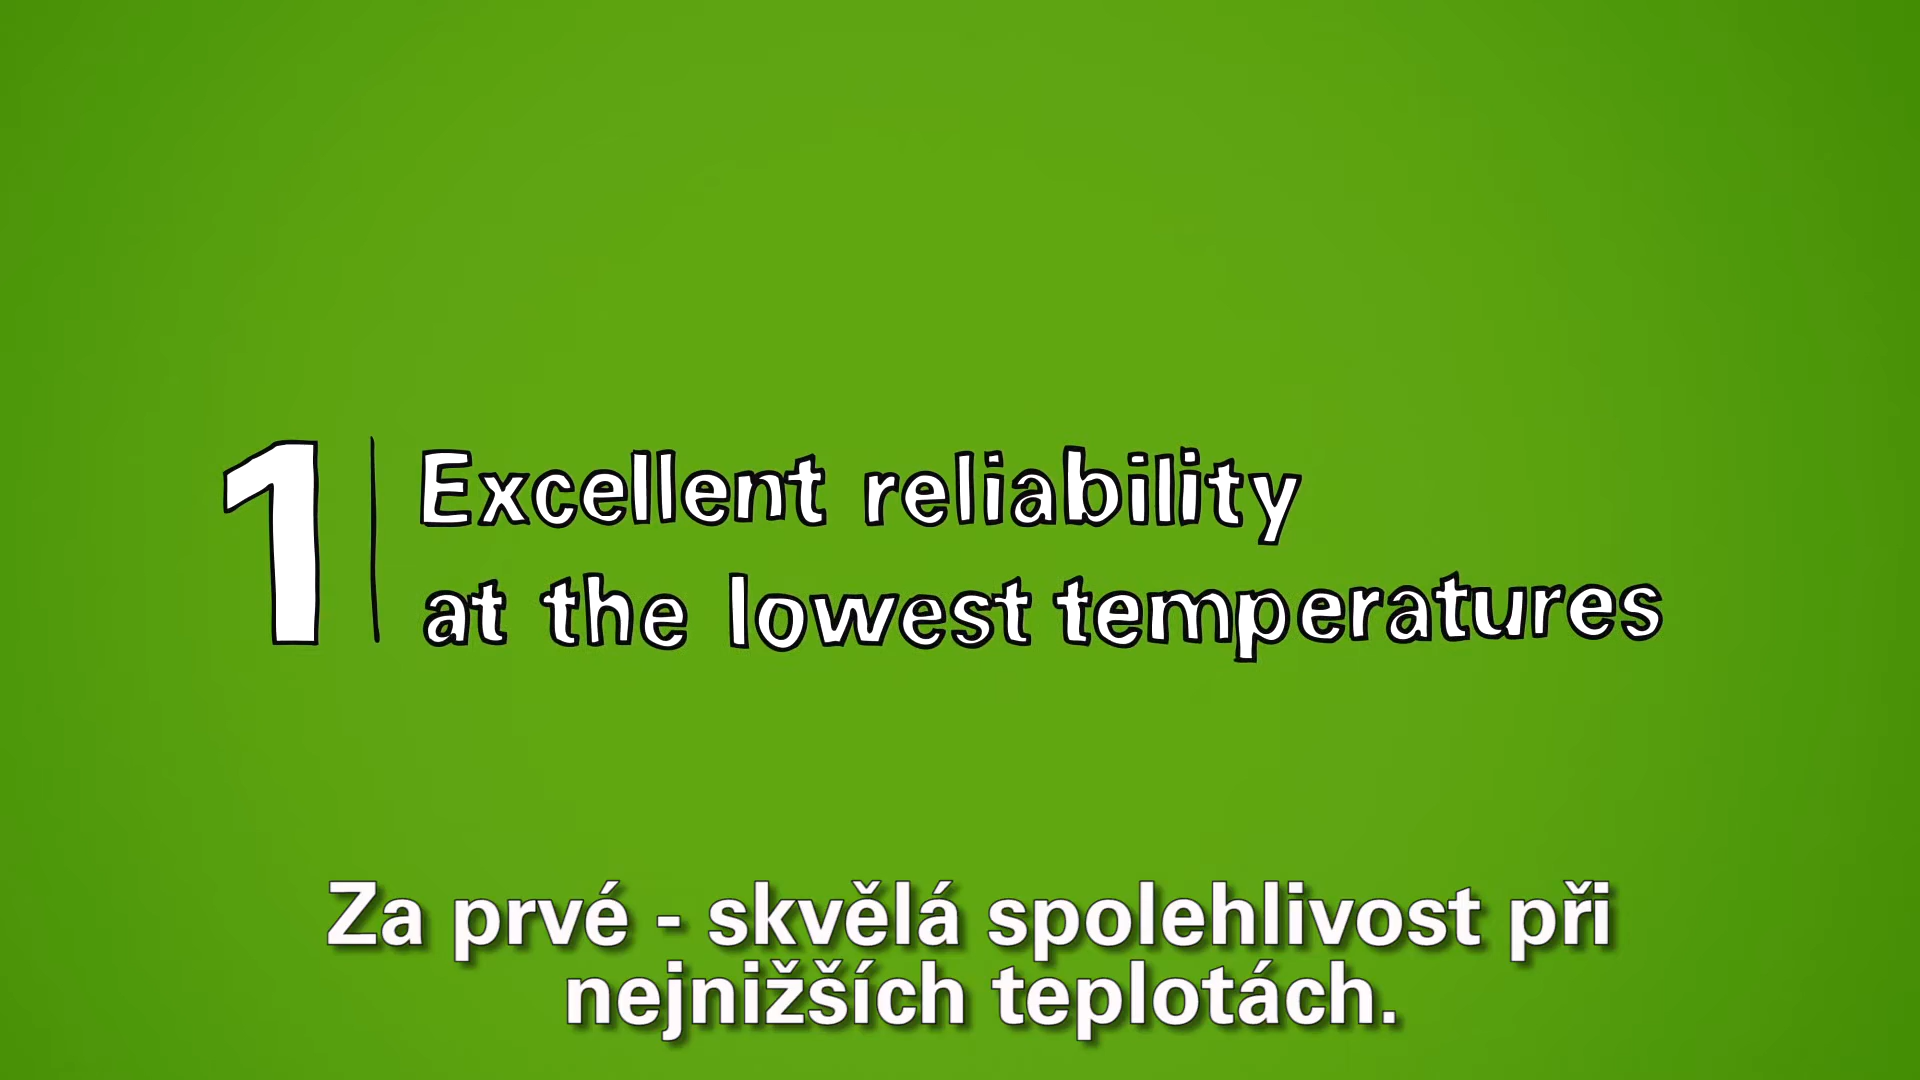 1
Excellent reliability
at the lowest temperatures
Za prvé - skvělá spolehlivost při
nejnižších teplotách.